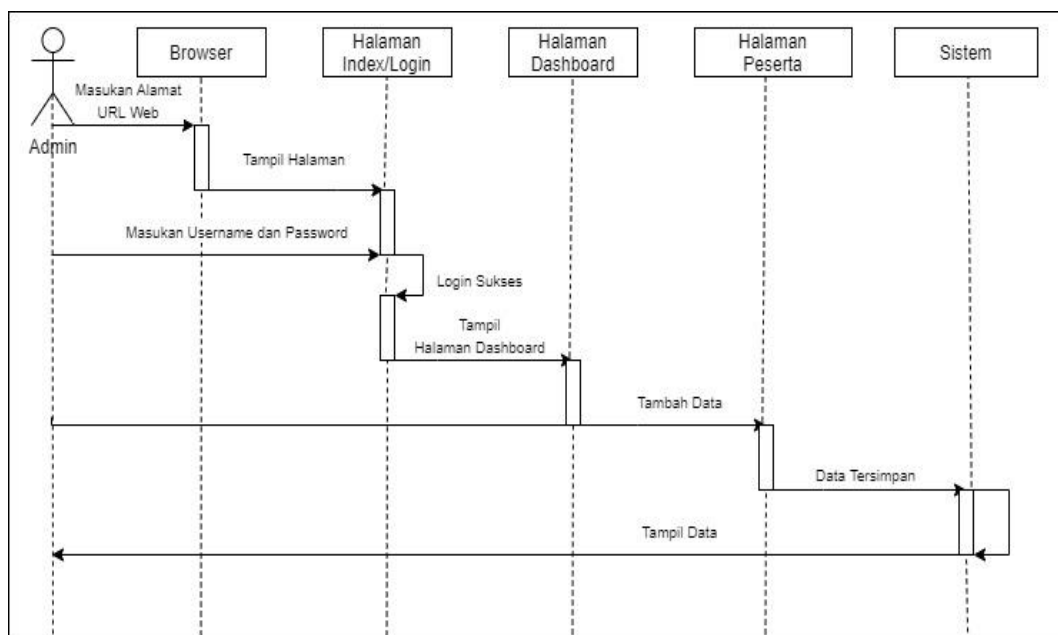 Browser
Halaman
Index/Login
Halaman
Dashboard
Halaman
Peserta
Sistem
Masukan Alamat
URL Web
Admin
Tampil Halaman
Masukan Username dan Password
Login Sukses
Tampil
Halaman Dashboard
Tambah Data
Data Tersimpan
Tampil Data